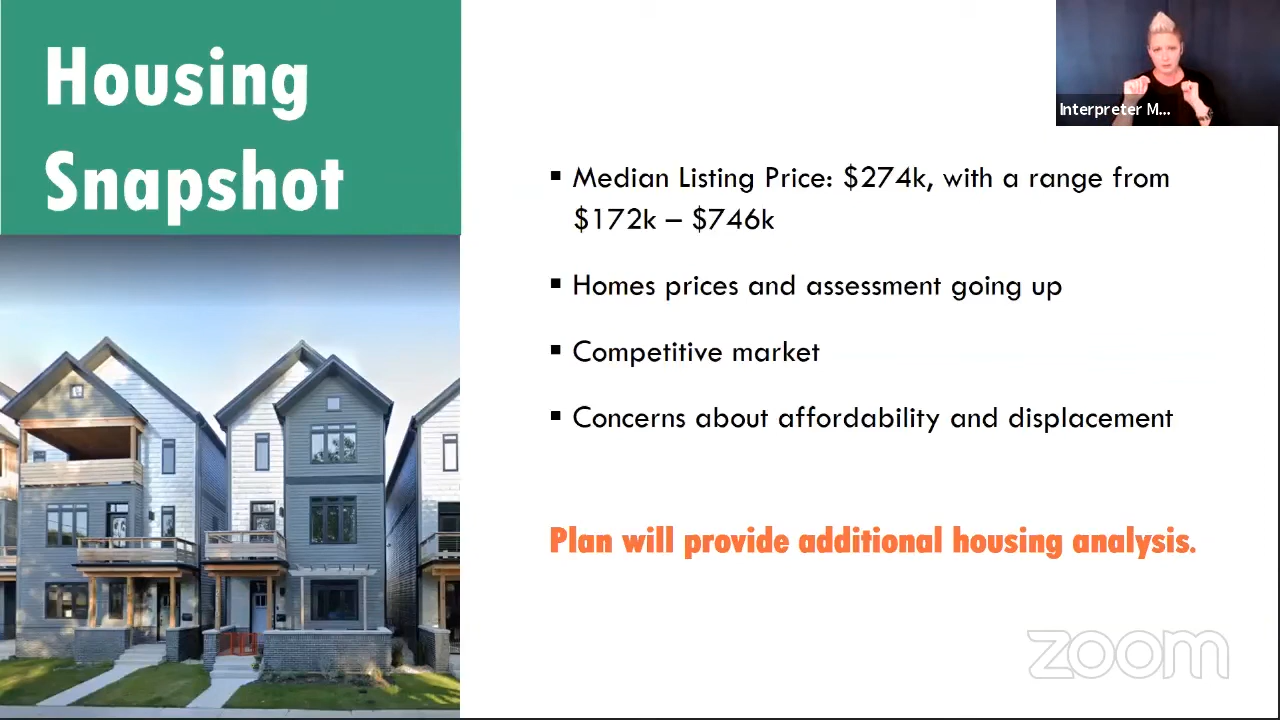 Housing
Snapshot
Interpreter M...
▪ Median Listing Price: $274k, with a range from
$172k – $746k
▪ Homes prices and assessment going up
▪ Competitive market
▪ Concerns about affordability and displacement
Plan will provide additional housing analysis.
zoom